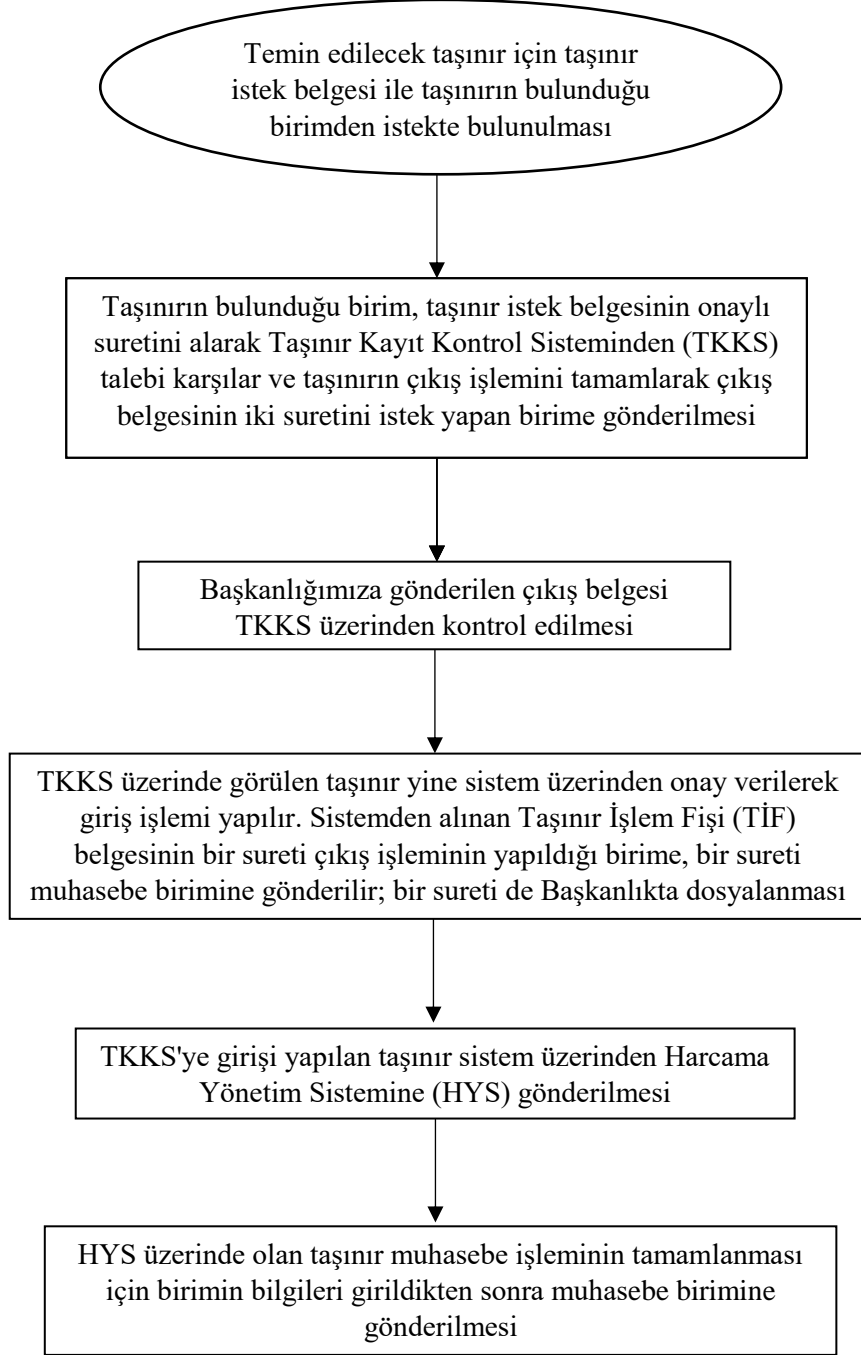 Temin edilecek taşınır için taşınır
istek belgesi ile taşınırın bulunduğu
birimden istekte bulunulması
Taşınırın bulunduğu birim, taşınır istek belgesinin onaylı
suretini alarak Taşınır Kayıt Kontrol Sisteminden (TKKS)
talebi karşılar ve taşınırın çıkış işlemini tamamlarak çıkış
belgesinin iki suretini istek yapan birime gönderilmesi
Başkanlığımıza gönderilen çıkış belgesi
TKKS üzerinden kontrol edilmesi
TKKS üzerinde görülen taşınır yine sistem üzerinden onay verilerek
giriş işlemi yapılır. Sistemden alınan Taşınır İşlem Fişi (TİF)
belgesinin bir sureti çıkış işleminin yapıldığı birime, bir sureti
muhasebe birimine gönderilir; bir sureti de Başkanlıkta dosyalanması
TKKS'ye girişi yapılan taşınır sistem üzerinden Harcama
Yönetim Sistemine (HYS) gönderilmesi
HYS üzerinde olan taşınır muhasebe işleminin tamamlanması
için birimin bilgileri girildikten sonra muhasebe birimine
gönderilmesi